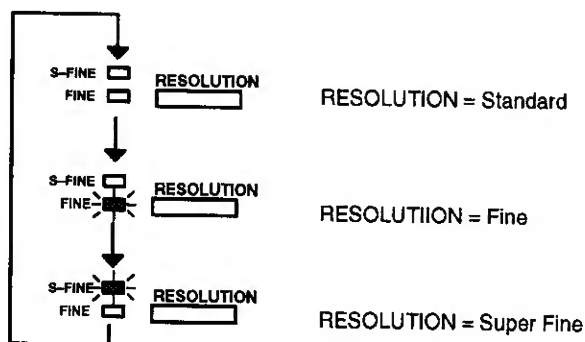 S-FINE
RESOLUTION
FINE
RESOLUTION = Standard
S-FINE
RESOLUTION
FINE
RESOLUTIION = Fine
S-FINE
RESOLUTION
FINE
RESOLUTION = Super Fine